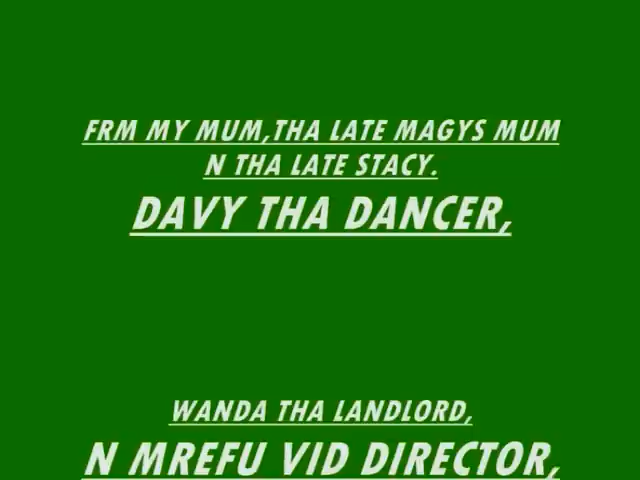 FRM MY MUM,THA LATE MAGYS MUM
N THA LATE STACY.
DAVY THA DANCER,
WANDA THA LANDLORD,
N MREFU VID DIRECTOR,